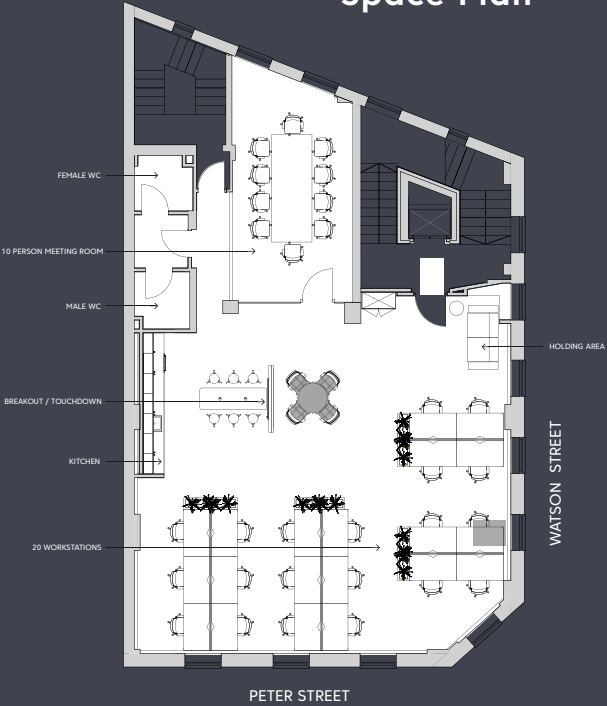 Space Plan
FEMALE WC
10 PERSON MEETING ROOM
MALE WC
HOLDING AREA
BREAKOUT / TOUCHDOWN
KITCHEN
WATSON STREET
20 WORKSTATIONS
PETER STREET